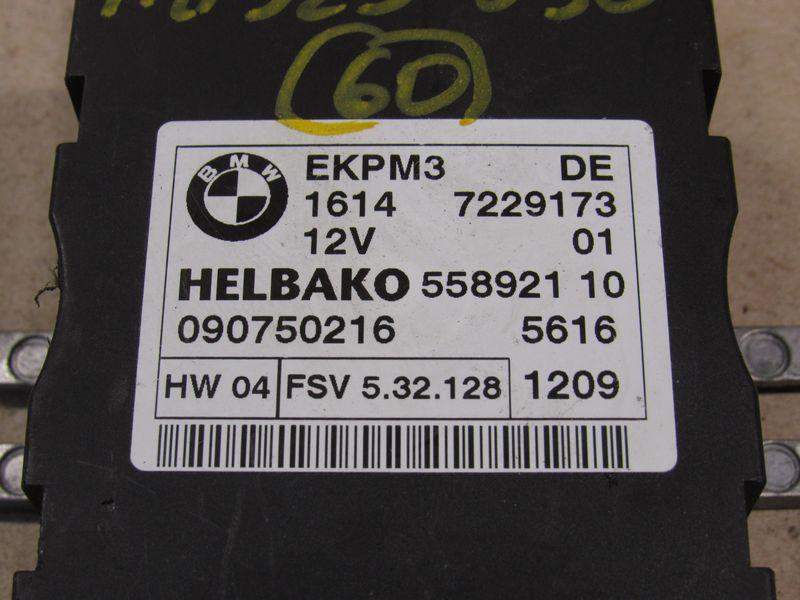 (60)
BMW
EKPM3 DE
1614 7229173
12V 01
HELBAKO 558921 10
090750216 5616
HW 04 FSV 5.32.128 1209